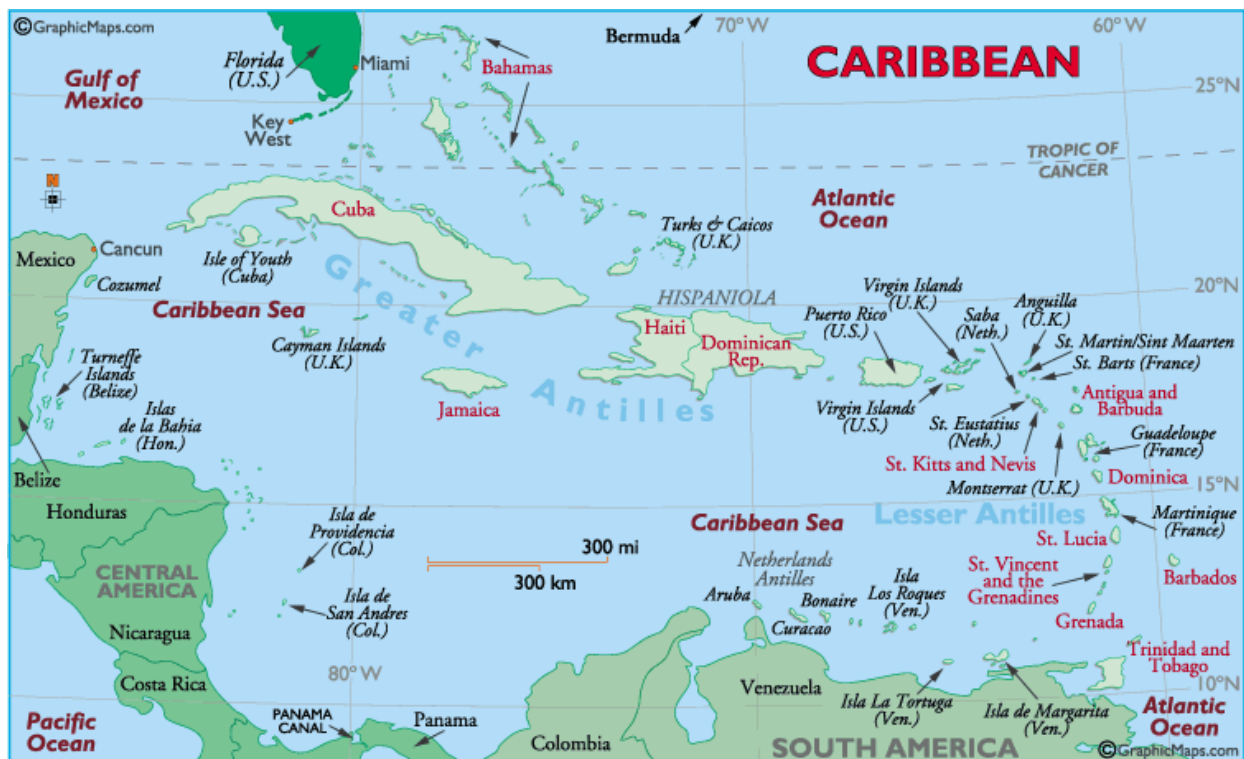 ©GraphicMaps.com
Bermuda
70° W
60° W
CARIBBEAN
Florida
(U.S.)
Miami
Bahamas
Gulf of
Mexico
25°N
Key
West
TROPIC OF
CANCER
Atlantic
Ocean
Cuba
Turks & Caicos
(U.K.)
Mexico
Cancun
Isle of Youth
(Cuba)
Cozumel
Caribbean Sea
Greater
Antilles
20°N
HISPANIOLA
Virgin Islands
(U.K.)
Puerto Rico
(U.S.)
Saba
(Neth.)
Anguilla
(U.K.)
Haiti
Dominican
Rep.
Cayman Islands
(U.K.)
St. Martin/Sint Maarten
St. Barts (France)
Turneffe
Islands
(Belize)
Jamaica
Antigua and
Barbuda
Islas
de la Bahia
(Hon.)
Virgin Islands
(U.S.)
St. Eustatius
(Neth.)
Guadeloupe
(France)
St. Kitts and Nevis
Dominica
Montserrat (U.K.)
Belize
15°N
Honduras
Isla de
Providencia
(Col.)
Caribbean Sea
Lesser Antilles
Martinique
(France)
St. Lucia
300 mi
300 km
Netherlands
Antilles
Isla
Los Roques
(Ven.)
St. Vincent
and the
Grenadines
Barbados
CENTRAL
AMERICA
Aruba
Bonaire
Curacao
Isla de
San Andres
(Col.)
Grenada
Nicaragua
Trinidad and
Tobago
80° W
Costa Rica
Venezuela
10°N
Isla La Tortuga
(Ven.)
Isla de Margarita
(Ven.)
Atlantic
Ocean
Pacific
Ocean
PANAMA
CANAL
Panama
Colombia
SOUTH AMERICA
©GraphicMaps.com